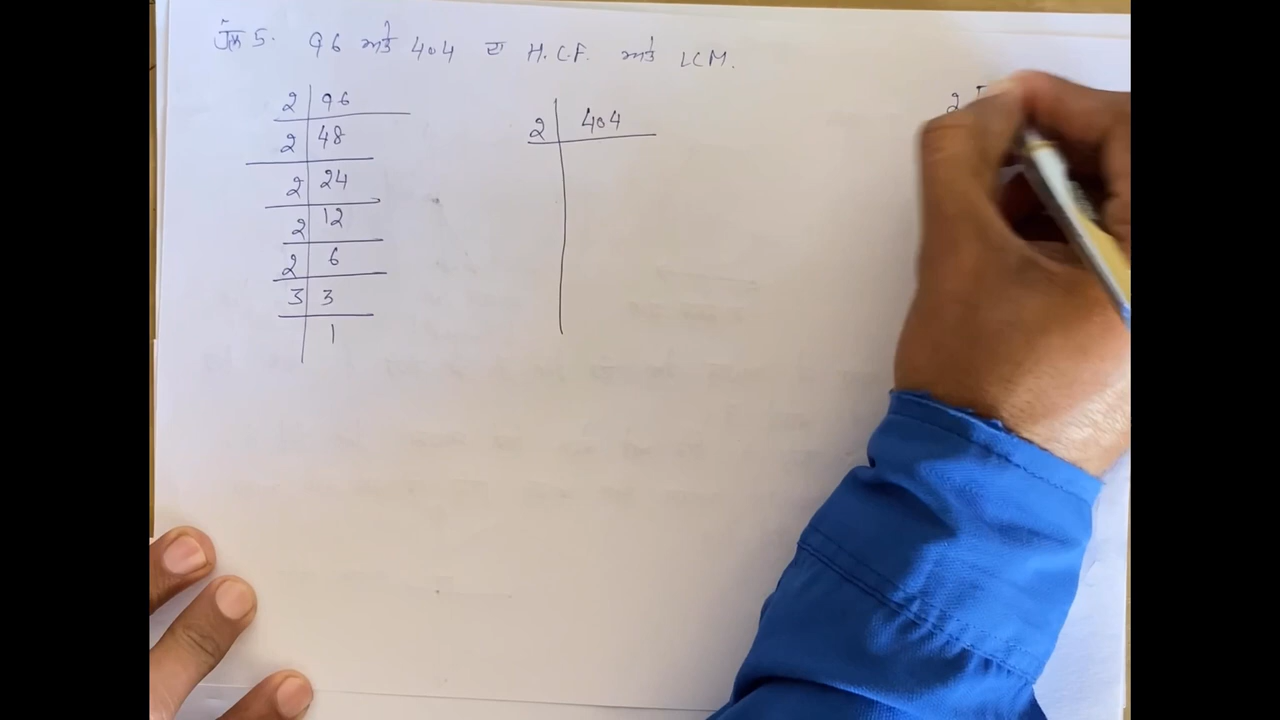 ਪ੍ਰਸ਼ਨ 5. 96 ਅਤੇ 404 ਦਾ H.C.F. ਅਤੇ LCM.
2 | 96
2 | 48
2 | 24
2 | 12
2 | 6
3 | 3
1
2 | 404
2